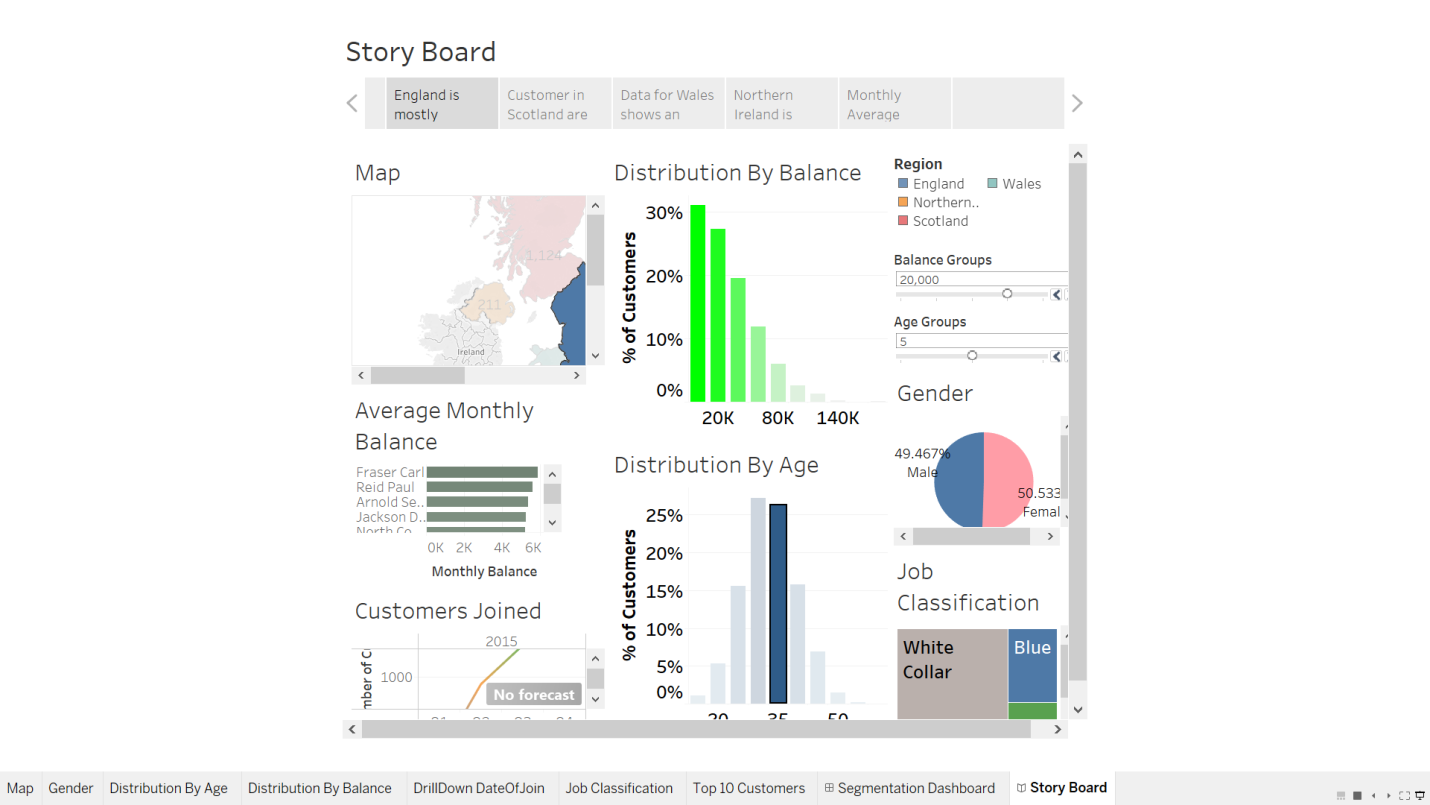 Story Board
England is
mostly
Customer in
Scotland are
Data for Wales
shows an
Northern
Ireland is
Monthly
Average
Map
1,124
211
Ireland
Average Monthly
Balance
Fraser Carl
Reid Paul
Arnold Se..
Jackson D..
North Co
0K 2K 4K 6K
Monthly Balance
Customers Joined
2015
1000
No forecast
Distribution By Balance
% of Customers
30%
20%
10%
0%
20K 80K 140K
Distribution By Age
% of Customers
25%
20%
15%
10%
5%
0%
20 35 50
Region
England Wales
Northern..
Scotland
Balance Groups
20,000
Age Groups
5
Gender
49.467%
Male
50.533
Femal
Job
Classification
White
Collar
Blue
Map Gender Distribution By Age Distribution By Balance DrillDown DateOfJoin Job Classification Top 10 Customers Segmentation Dashboard Story Board